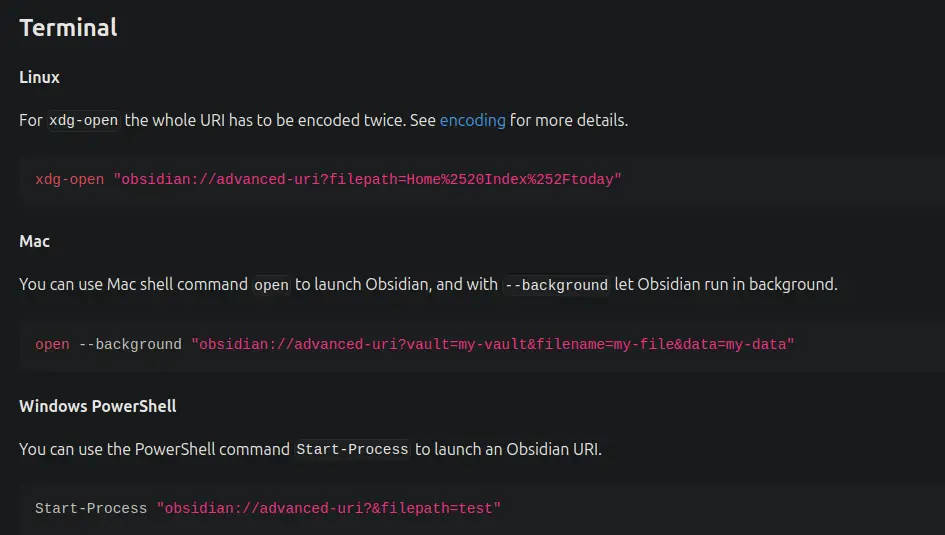 Terminal
Linux
For xdg-open the whole URI has to be encoded twice. See encoding for more details.
xdg-open "obsidian://advanced-uri?filepath=Home%2520Index%252Ftoday"
Mac
You can use Mac shell command open to launch Obsidian, and with --background let Obsidian run in background.
open --background "obsidian://advanced-uri?vault=my-vault&filename=my-file&data=my-data"
Windows PowerShell
You can use the PowerShell command Start-Process to launch an Obsidian URI.
Start-Process "obsidian://advanced-uri?&filepath=test"